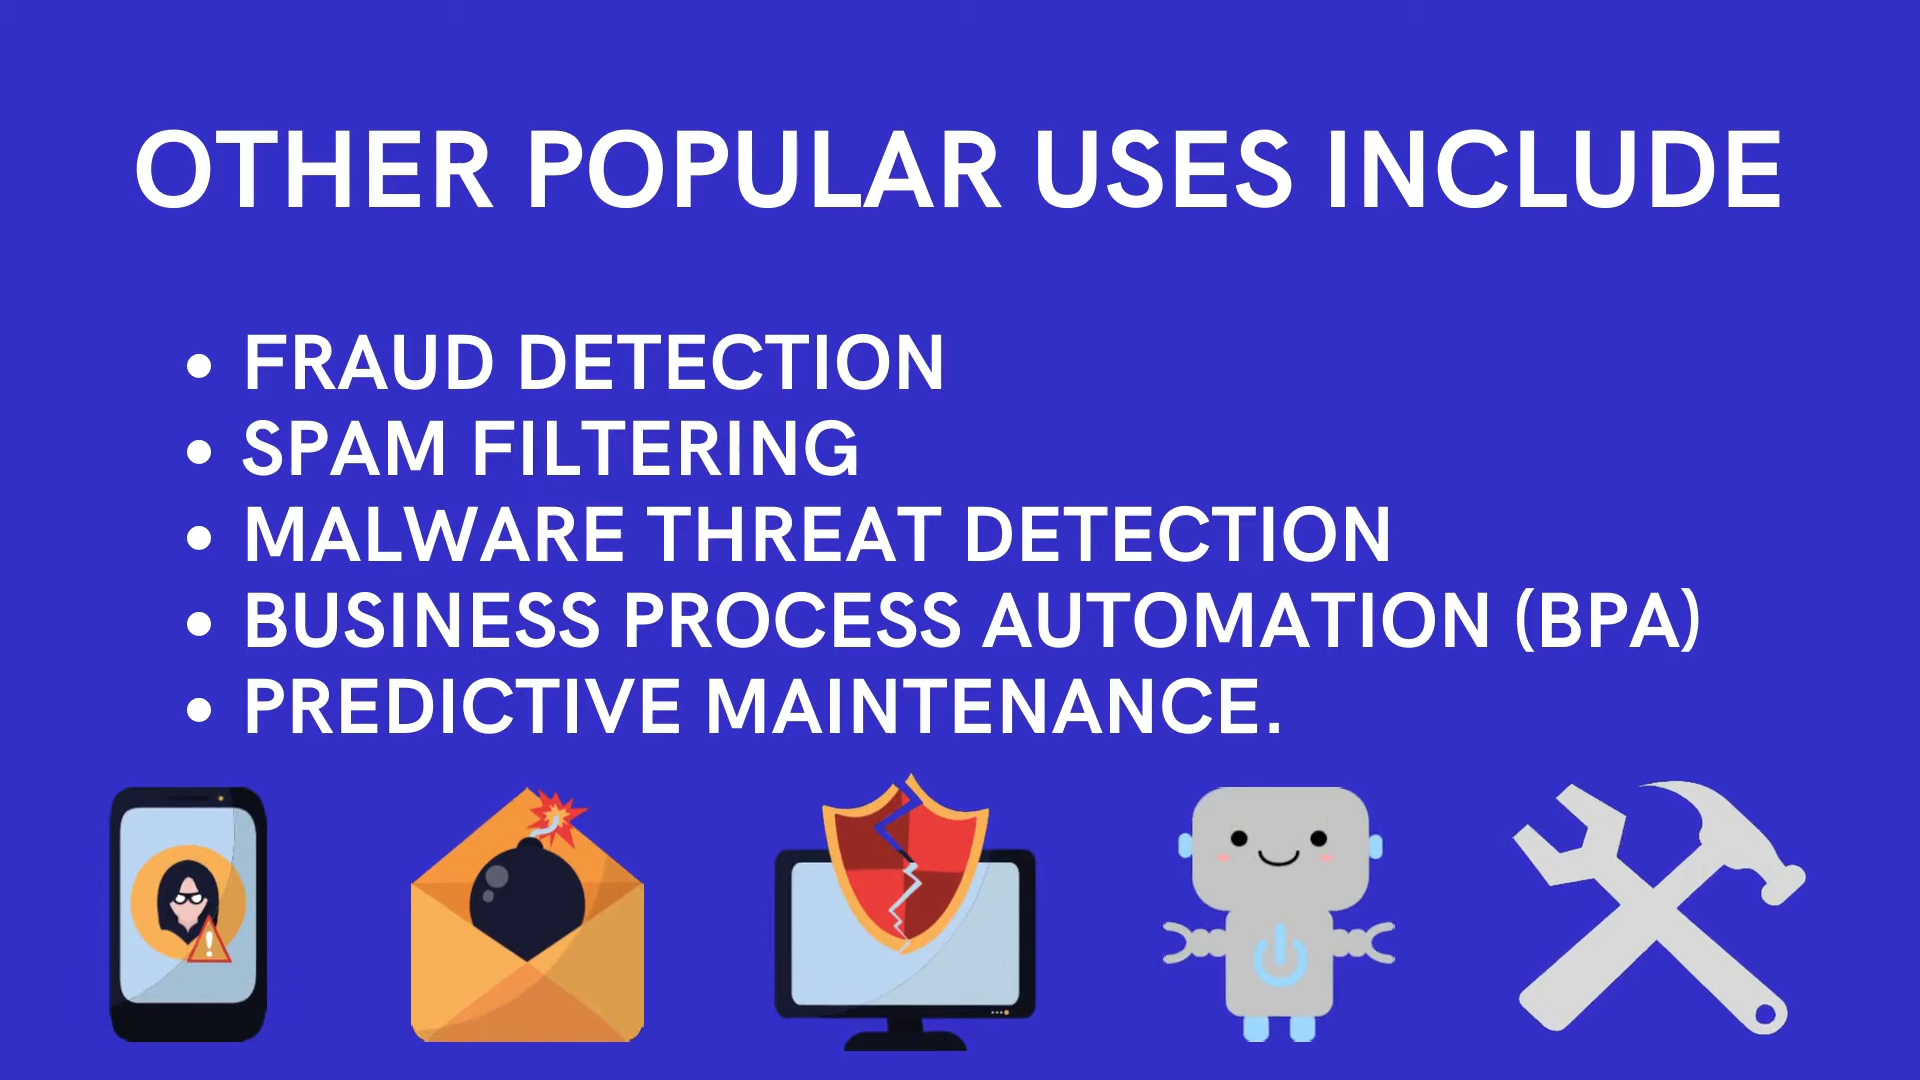 OTHER POPULAR USES INCLUDE
• FRAUD DETECTION
• SPAM FILTERING
• MALWARE THREAT DETECTION
• BUSINESS PROCESS AUTOMATION (BPA)
• PREDICTIVE MAINTENANCE.
!